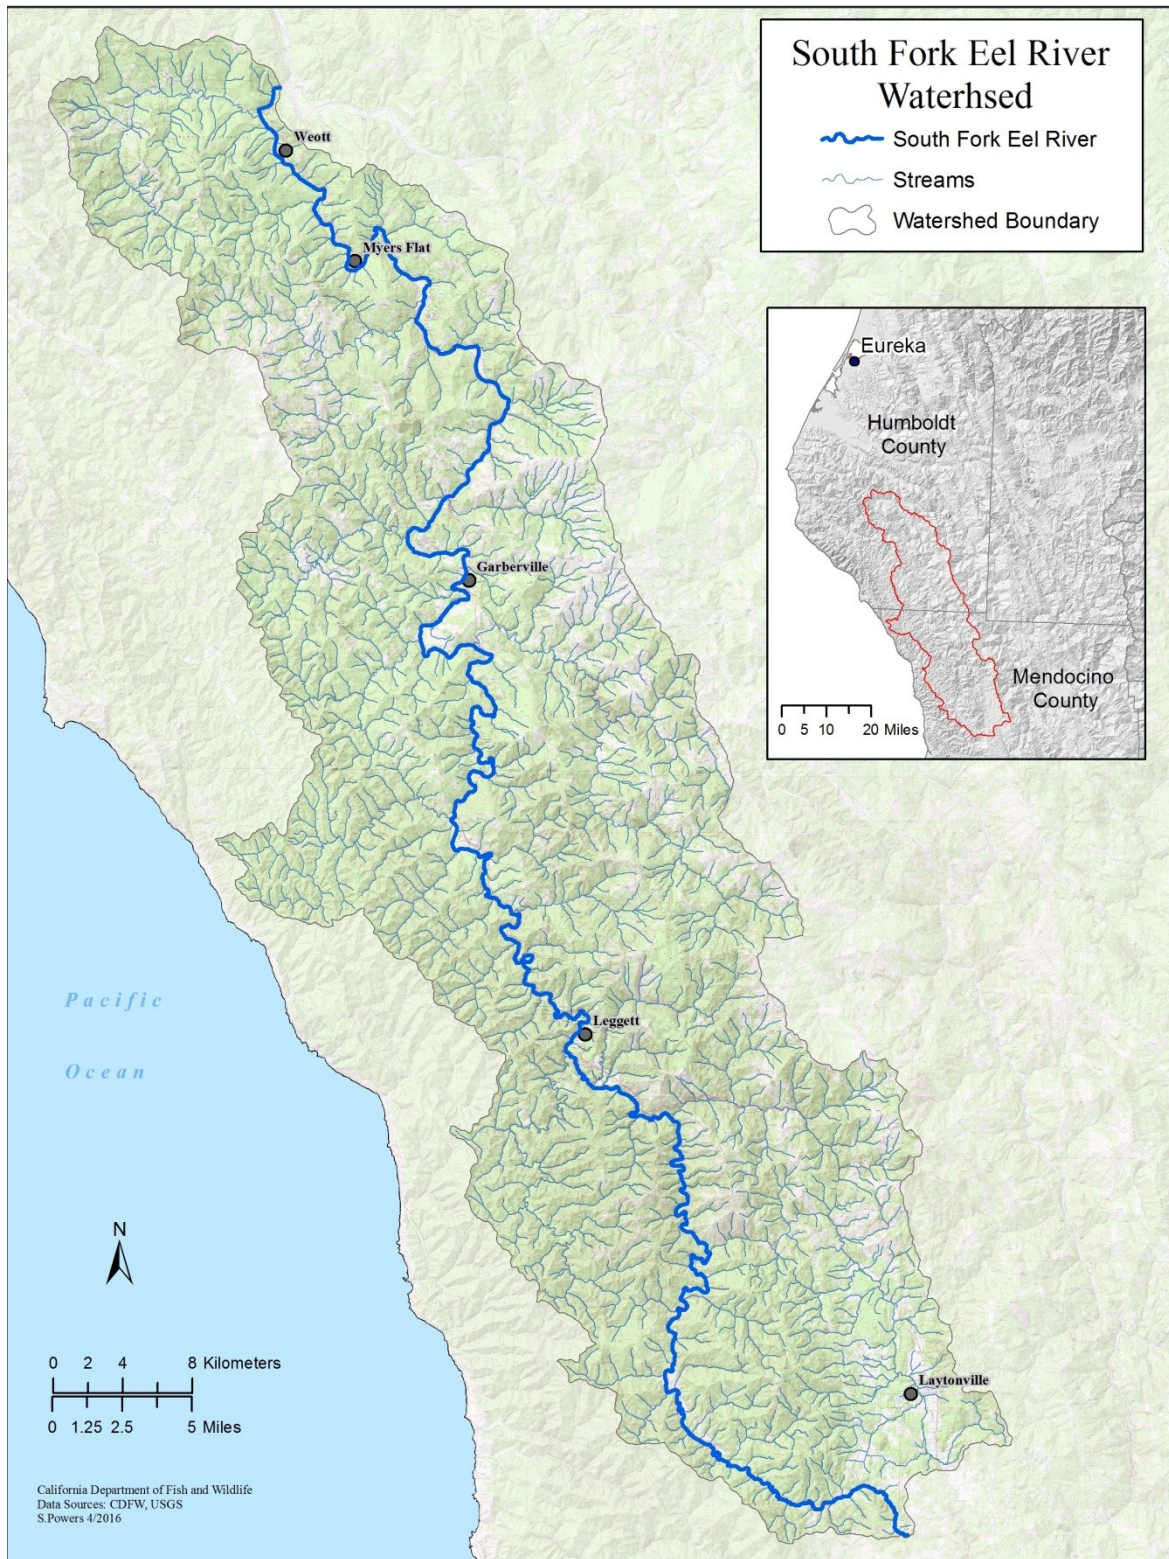 South Fork Eel River
Waterhsed
South Fork Eel River
Streams
Watershed Boundary
Weott
Myers Flat
Garberville
Leggett
Laytonville
Eureka
Humboldt
County
Mendocino
County
0 5 10 20 Miles
Pacific
Ocean
N
0 2 4 8 Kilometers
0 1.25 2.5 5 Miles
California Department of Fish and Wildlife
Data Sources: CDFW, USGS
S.Powers 4/2016